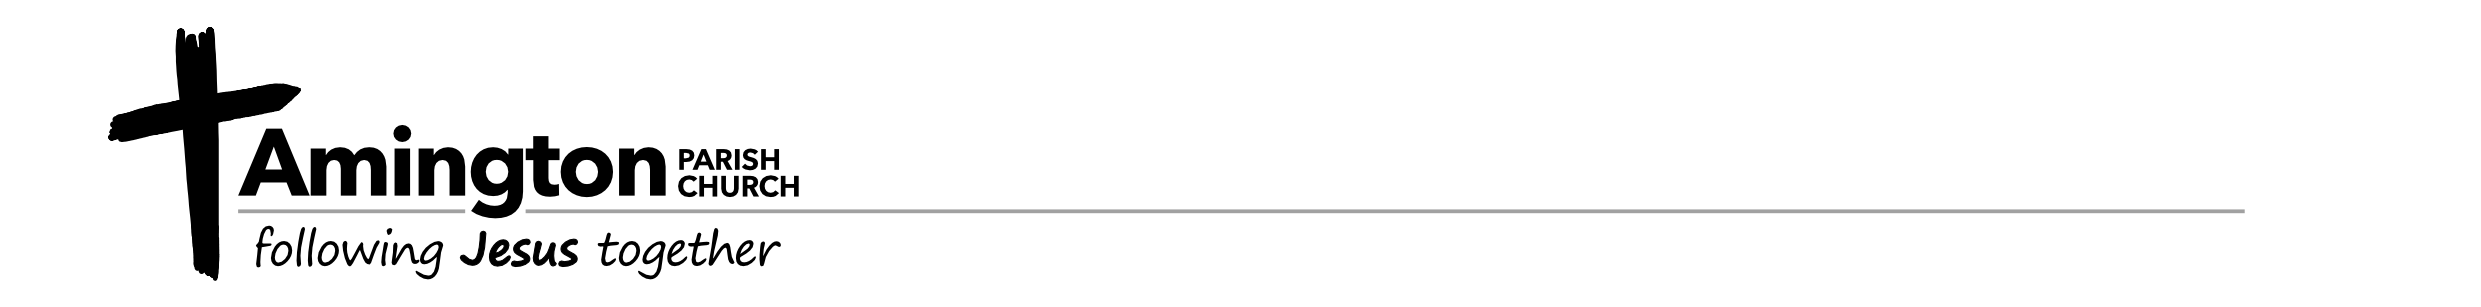 Amington PARISH
CHURCH
following Jesus together